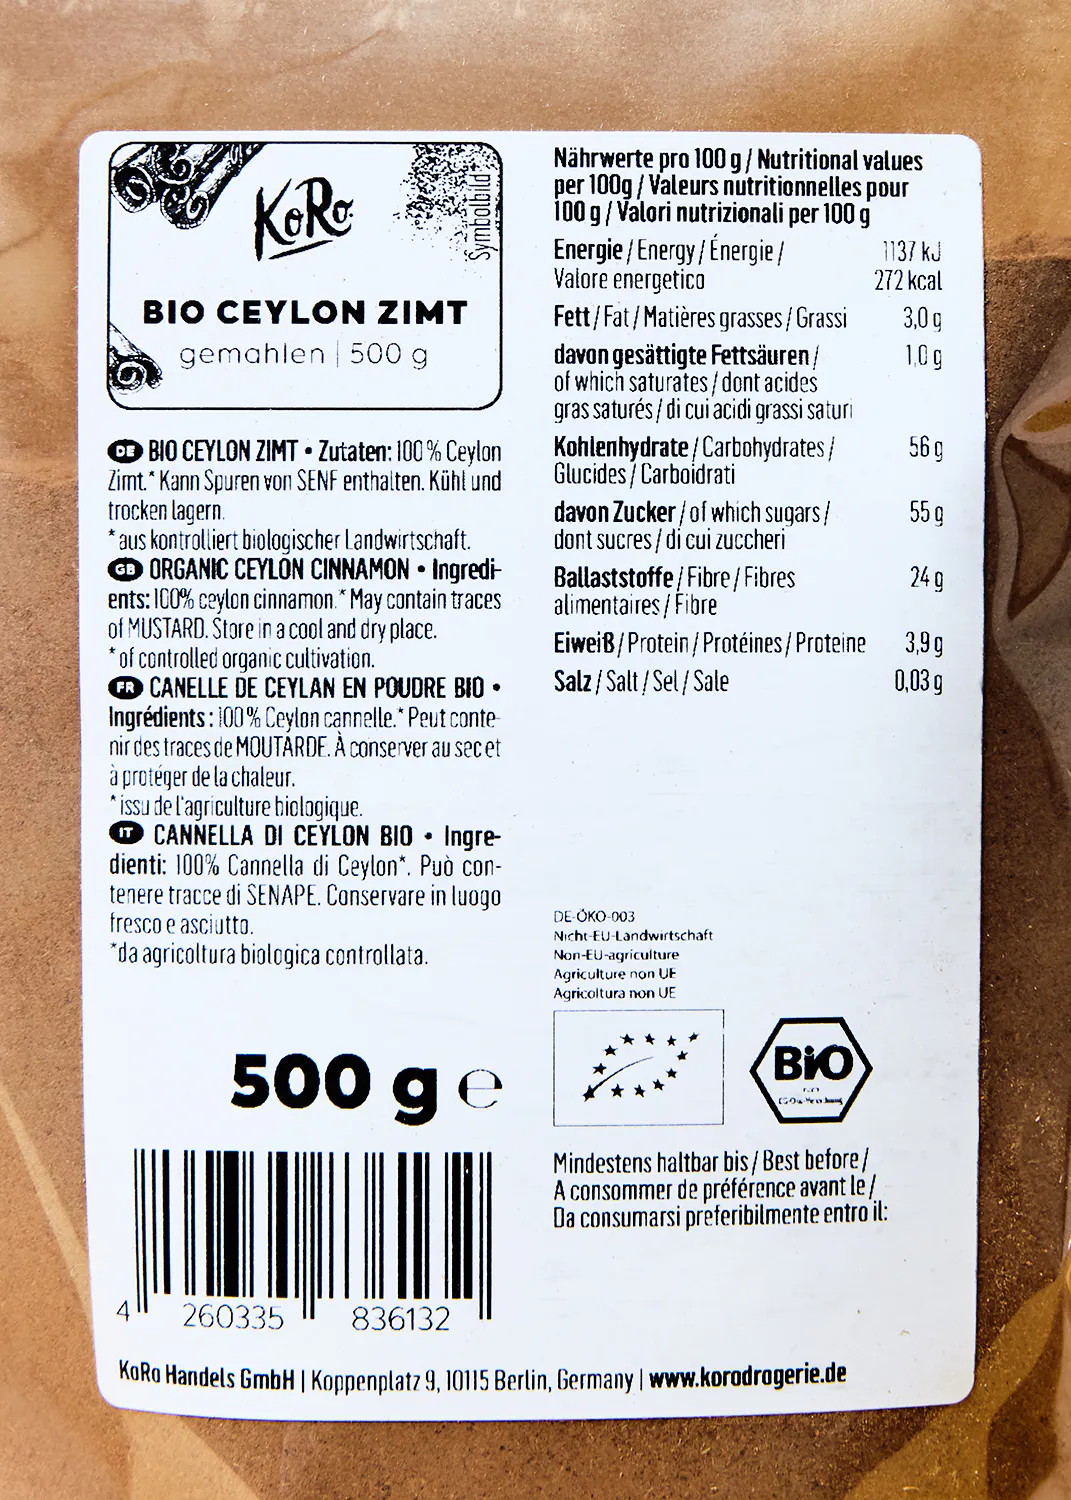 KoRo
Symbolbild
BIO CEYLON ZIMT
gemahlen | 500 g
DE BIO CEYLON ZIMT • Zutaten: 100 % Ceylon
Zimt.* Kann Spuren von SENF enthalten. Kühl und
trocken lagern.
*aus kontrolliert biologischer Landwirtschaft.
GB ORGANIC CEYLON CINNAMON • Ingredi-
ents: 100% ceylon cinnamon.* May contain traces
of MUSTARD. Store in a cool and dry place.
*of controlled organic cultivation.
FR CANELLE DE CEYLAN EN POUDRE BIO •
Ingrédients : 100 % Ceylon cannelle.* Peut conte-
nir des traces de MOUTARDE. À conserver au sec et
à protéger de la chaleur.
*issu de l'agriculture biologique.
IT CANNELLA DI CEYLON BIO • Ingre-
dienti: 100% Cannella di Ceylon*. Può con-
tenere tracce di SENAPE. Conservare in luogo
fresco e asciutto.
*da agricoltura biologica controllata.
500 g e
4 260335 836132
Nährwerte pro 100 g / Nutritional values
per 100g / Valeurs nutritionnelles pour
100 g / Valori nutrizionali per 100 g
Energie / Energy / Énergie / 1137 kJ
Valore energetico 272 kcal
Fett / Fat / Matières grasses / Grassi 3,0 g
davon gesättigte Fettsäuren / 1,0 g
of which saturates / dont acides
gras saturés / di cui acidi grassi saturi
Kohlenhydrate / Carbohydrates / 56 g
Glucides / Carboidrati
davon Zucker / of which sugars / 55 g
dont sucres / di cui zuccheri
Ballaststoffe / Fibre / Fibres 24 g
alimentaires / Fibre
Eiweiß / Protein / Protéines / Proteine 3,9 g
Salz / Salt / Sel / Sale 0,03 g
DE-ÖKO-003
Nicht-EU-Landwirtschaft
Non-EU-agriculture
Agriculture non UE
Agricoltura non UE
BiO
Mindestens haltbar bis / Best before /
A consommer de préférence avant le /
Da consumarsi preferibilmente entro il:
KoRo Handels GmbH | Koppenplatz 9, 10115 Berlin, Germany | www.korodrogerie.de